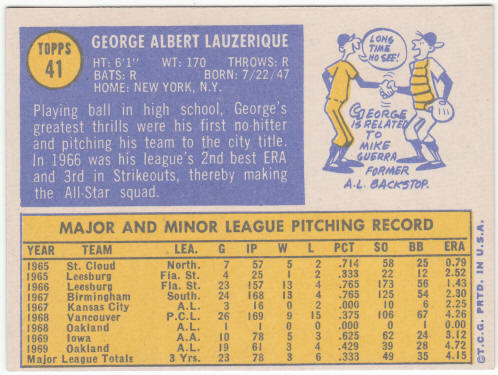 TOPPS
41
GEORGE ALBERT LAUZERIQUE
HT: 6'1" WT: 170 THROWS: R
BATS: R BORN: 7/22/47
HOME: NEW YORK, N.Y.
Playing ball in high school, George's
greatest thrills were his first no-hitter
and pitching his team to the city title.
In 1966 was his league's 2nd best ERA
and 3rd in Strikeouts, thereby making
the All-Star squad.
LONG
TIME
NO SEE!
GEORGE
IS RELATED
TO
MIKE
GUERRA
FORMER
A.L. BACKSTOP.
MAJOR AND MINOR LEAGUE PITCHING RECORD
YEAR TEAM LEA. G IP W L PCT SO BB ERA
1965 St. Cloud North. 7 57 5 2 .714 58 25 0.79
1965 Leesburg Fla. St. 4 25 1 2 .333 22 12 2.52
1966 Leesburg Fla. St. 23 157 13 4 .765 173 56 1.43
1967 Birmingham South. 24 168 13 4 .765 125 54 2.30
1967 Kansas City A.L. 3 16 0 2 .000 10 6 2.25
1968 Vancouver P.C.L. 26 169 9 15 .375 106 67 4.26
1968 Oakland A.L. 1 1 0 0 .000 0 1 0.00
1969 Iowa A.A. 10 78 5 3 .625 62 24 3.12
1969 Oakland A.L. 19 61 3 4 .429 39 28 4.72
Major League Totals 3 Yrs. 23 78 3 6 .333 49 35 4.15
©T.C.G. PRTD. IN U.S.A.